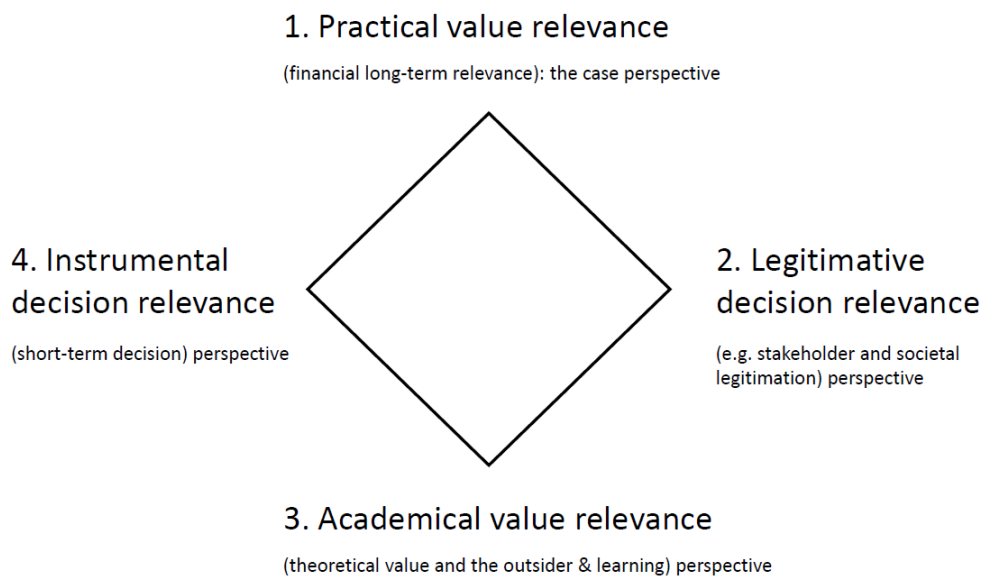 1. Practical value relevance
(financial long-term relevance): the case perspective
4. Instrumental
decision relevance
(short-term decision) perspective
2. Legitimative
decision relevance
(e.g. stakeholder and societal
legitimation) perspective
3. Academical value relevance
(theoretical value and the outsider & learning) perspective